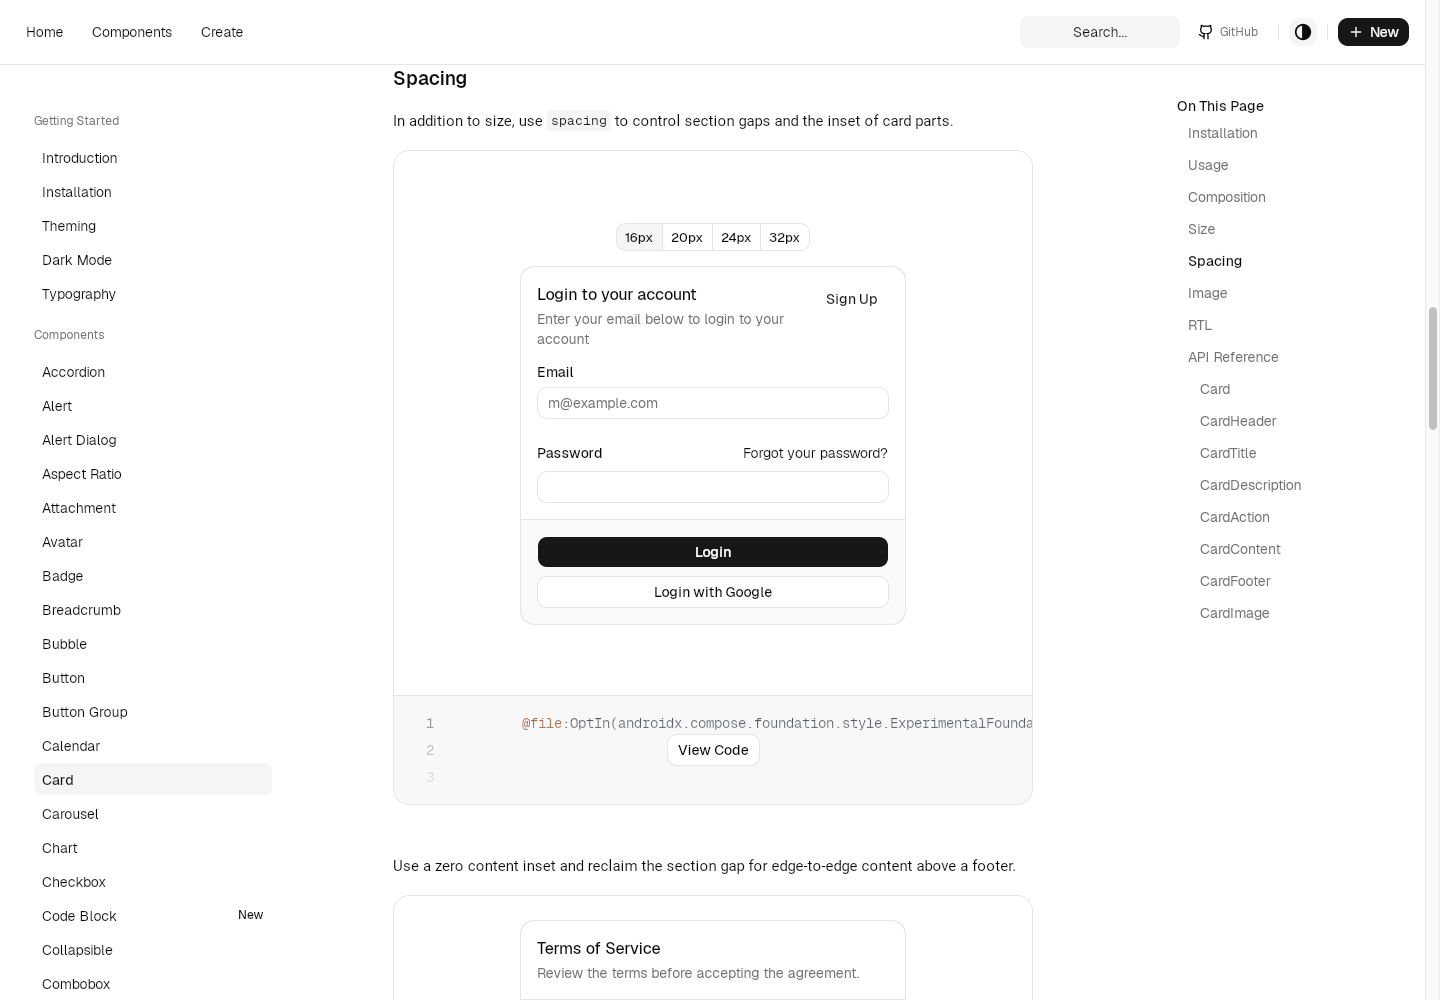 Home
Components
Create
Search...
GitHub
New
Getting Started
Introduction
Installation
Theming
Dark Mode
Typography
Components
Accordion
Alert
Alert Dialog
Aspect Ratio
Attachment
Avatar
Badge
Breadcrumb
Bubble
Button
Button Group
Calendar
Card
Carousel
Chart
Checkbox
Code Block New
Collapsible
Combobox
Spacing
In addition to size, use spacing to control section gaps and the inset of card parts.
16px 20px 24px 32px
Login to your account
Sign Up
Enter your email below to login to your
account
Email
m@example.com
Password Forgot your password?
Login
Login with Google
1 @file:OptIn(androidx.compose.foundation.style.ExperimentalFounda
2
View Code
3
Use a zero content inset and reclaim the section gap for edge-to-edge content above a footer.
Terms of Service
Review the terms before accepting the agreement.
On This Page
Installation
Usage
Composition
Size
Spacing
Image
RTL
API Reference
Card
CardHeader
CardTitle
CardDescription
CardAction
CardContent
CardFooter
CardImage